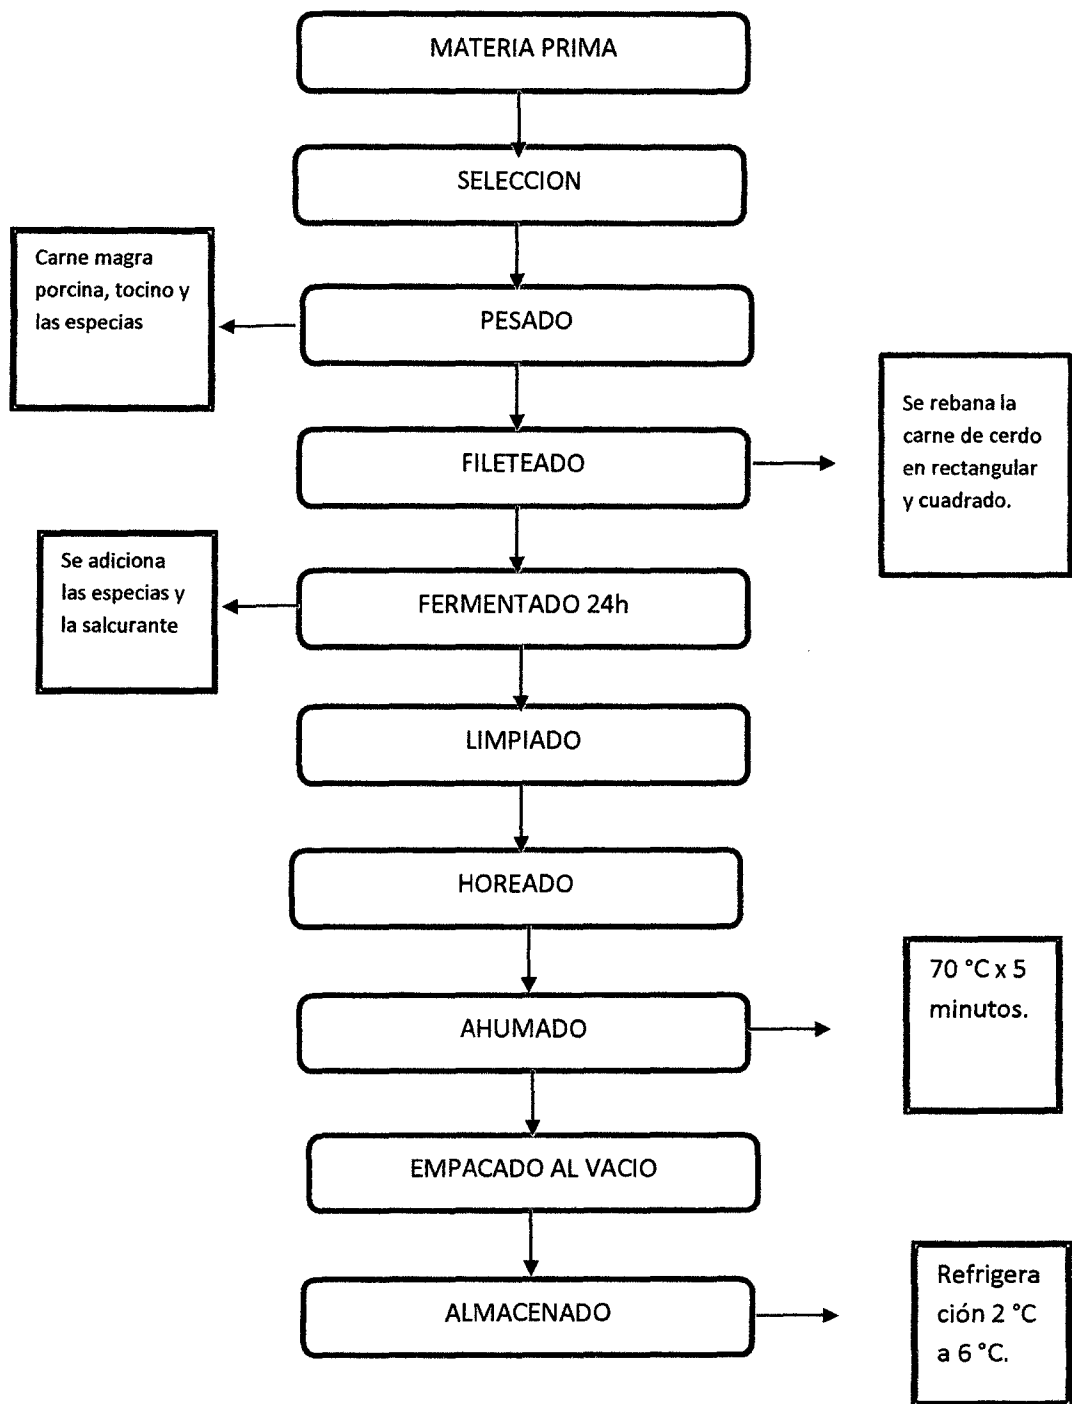 MATERIA PRIMA
SELECCION
Carne magra
porcina, tocino y
las especias
PESADO
FILETEADO
Se rebana la
carne de cerdo
en rectangular
y cuadrado.
Se adiciona
las especias y
la salcurante
FERMENTADO 24h
LIMPIADO
HOREADO
AHUMADO
70 °C x 5
minutos.
EMPACADO AL VACIO
ALMACENADO
Refrigera
ción 2 °C
a 6 °C.